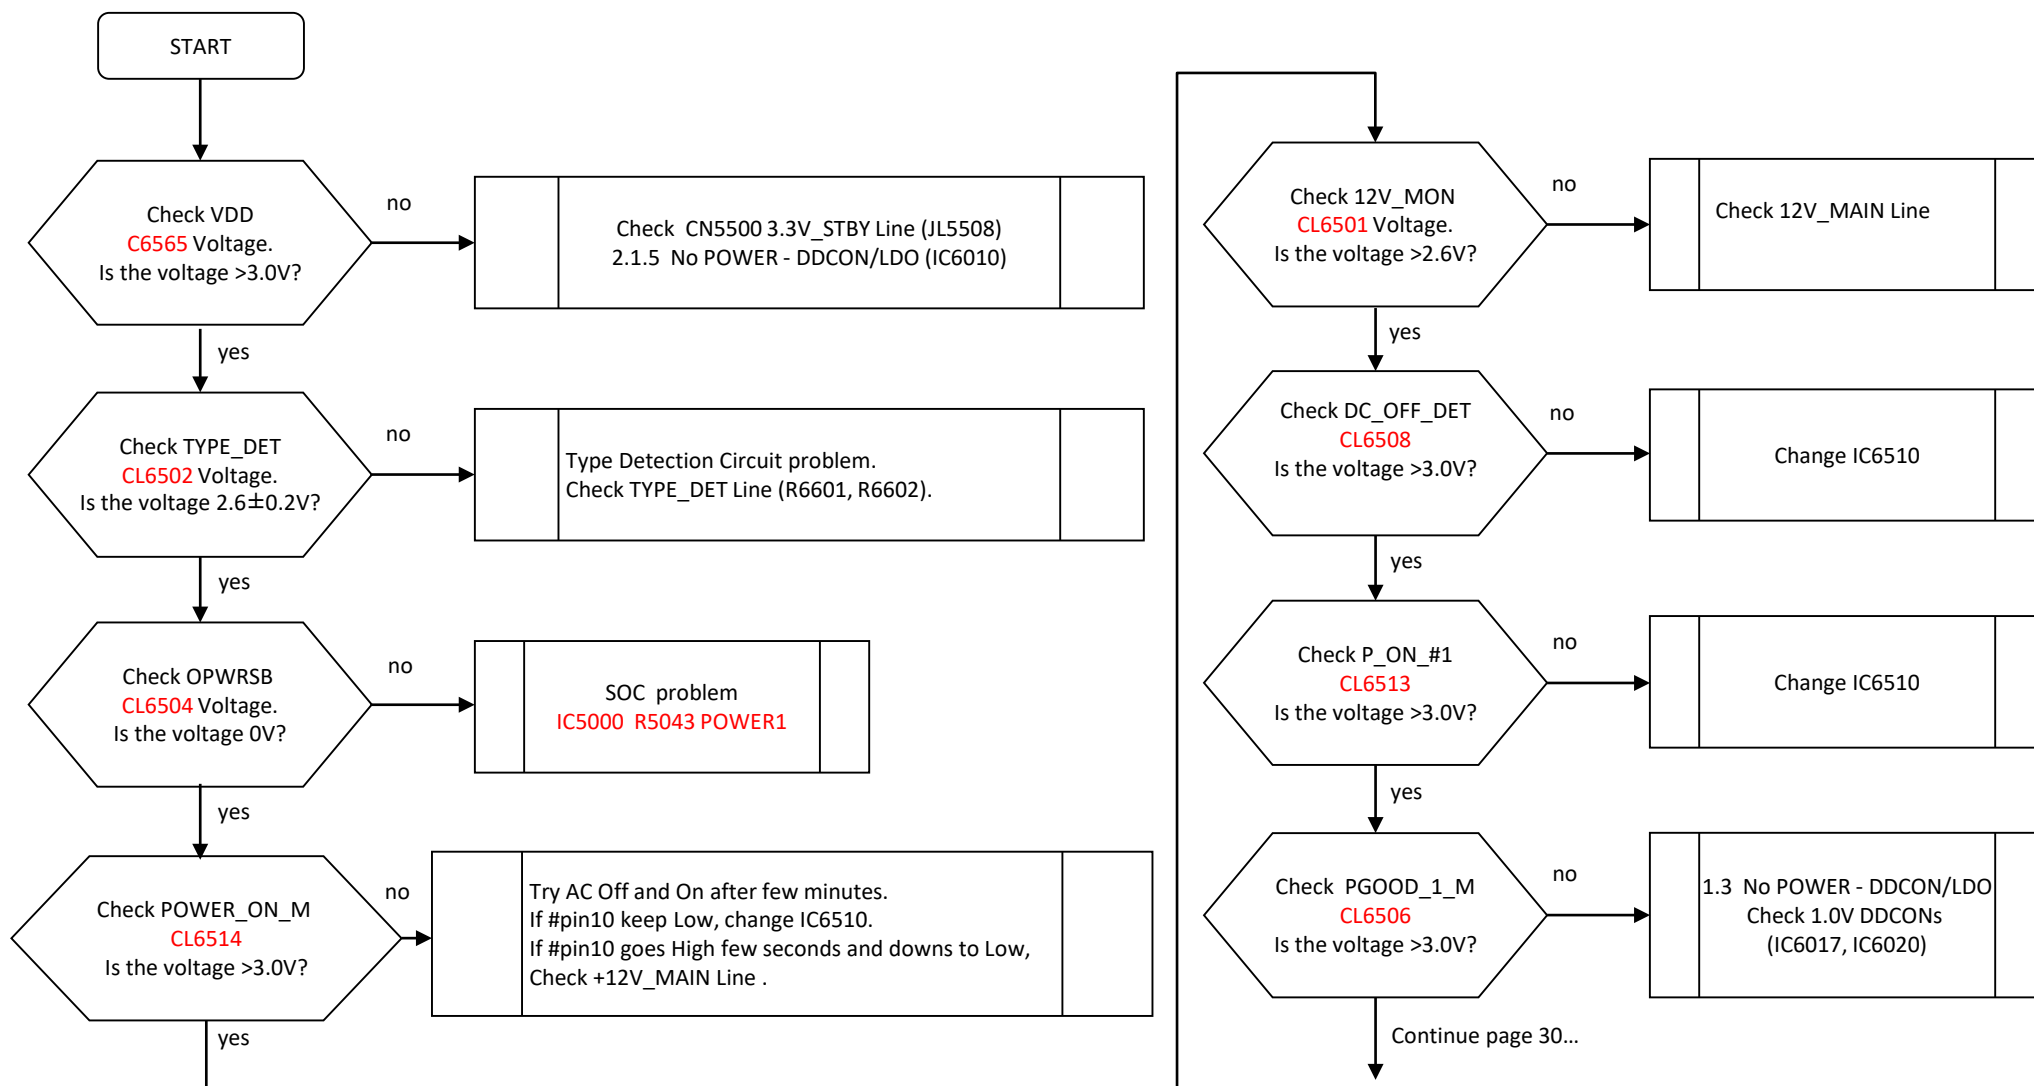 START
Check VDD
C6565 Voltage.
Is the voltage >3.0V?
no
Check CN5500 3.3V_STBY Line (JL5508)
2.1.5 No POWER - DDCON/LDO (IC6010)
yes
Check TYPE_DET
CL6502 Voltage.
Is the voltage 2.6±0.2V?
no
Type Detection Circuit problem.
Check TYPE_DET Line (R6601, R6602).
yes
Check OPWRSB
CL6504 Voltage.
Is the voltage 0V?
no
SOC problem
IC5000 R5043 POWER1
yes
Check POWER_ON_M
CL6514
Is the voltage >3.0V?
no
Try AC Off and On after few minutes.
If #pin10 keep Low, change IC6510.
If #pin10 goes High few seconds and downs to Low,
Check +12V_MAIN Line .
yes
Check 12V_MON
CL6501 Voltage.
Is the voltage >2.6V?
no
Check 12V_MAIN Line
yes
Check DC_OFF_DET
CL6508
Is the voltage >3.0V?
no
Change IC6510
yes
Check P_ON_#1
CL6513
Is the voltage >3.0V?
no
Change IC6510
yes
Check PGOOD_1_M
CL6506
Is the voltage >3.0V?
no
1.3 No POWER - DDCON/LDO
Check 1.0V DDCONs
(IC6017, IC6020)
Continue page 30...